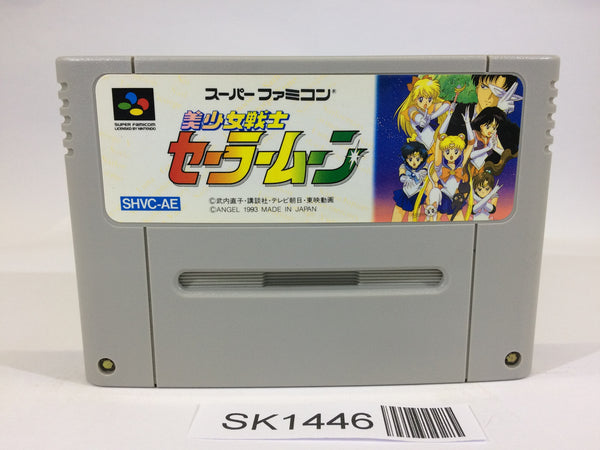 スーパーファミコン®
SUPER FAMICOM
LICENSED BY NINTENDO
美少女戦士
セーラームーン
SHVC-AE
©武内直子・講談社・テレビ朝日・東映動画
©ANGEL 1993 MADE IN JAPAN
SK1446